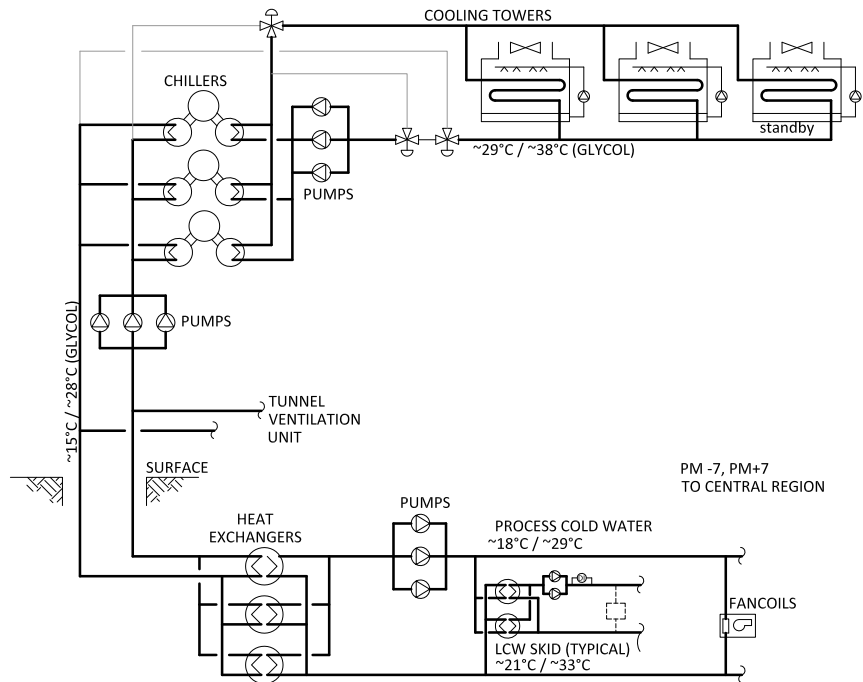 COOLING TOWERS
CHILLERS
standby
~29°C / ~38°C (GLYCOL)
PUMPS
PUMPS
~15°C / ~28°C (GLYCOL)
TUNNEL
VENTILATION
UNIT
SURFACE
PM -7, PM+7
TO CENTRAL REGION
PUMPS
HEAT
EXCHANGERS
PROCESS COLD WATER
~18°C / ~29°C
FANCOILS
LCW SKID (TYPICAL)
~21°C / ~33°C